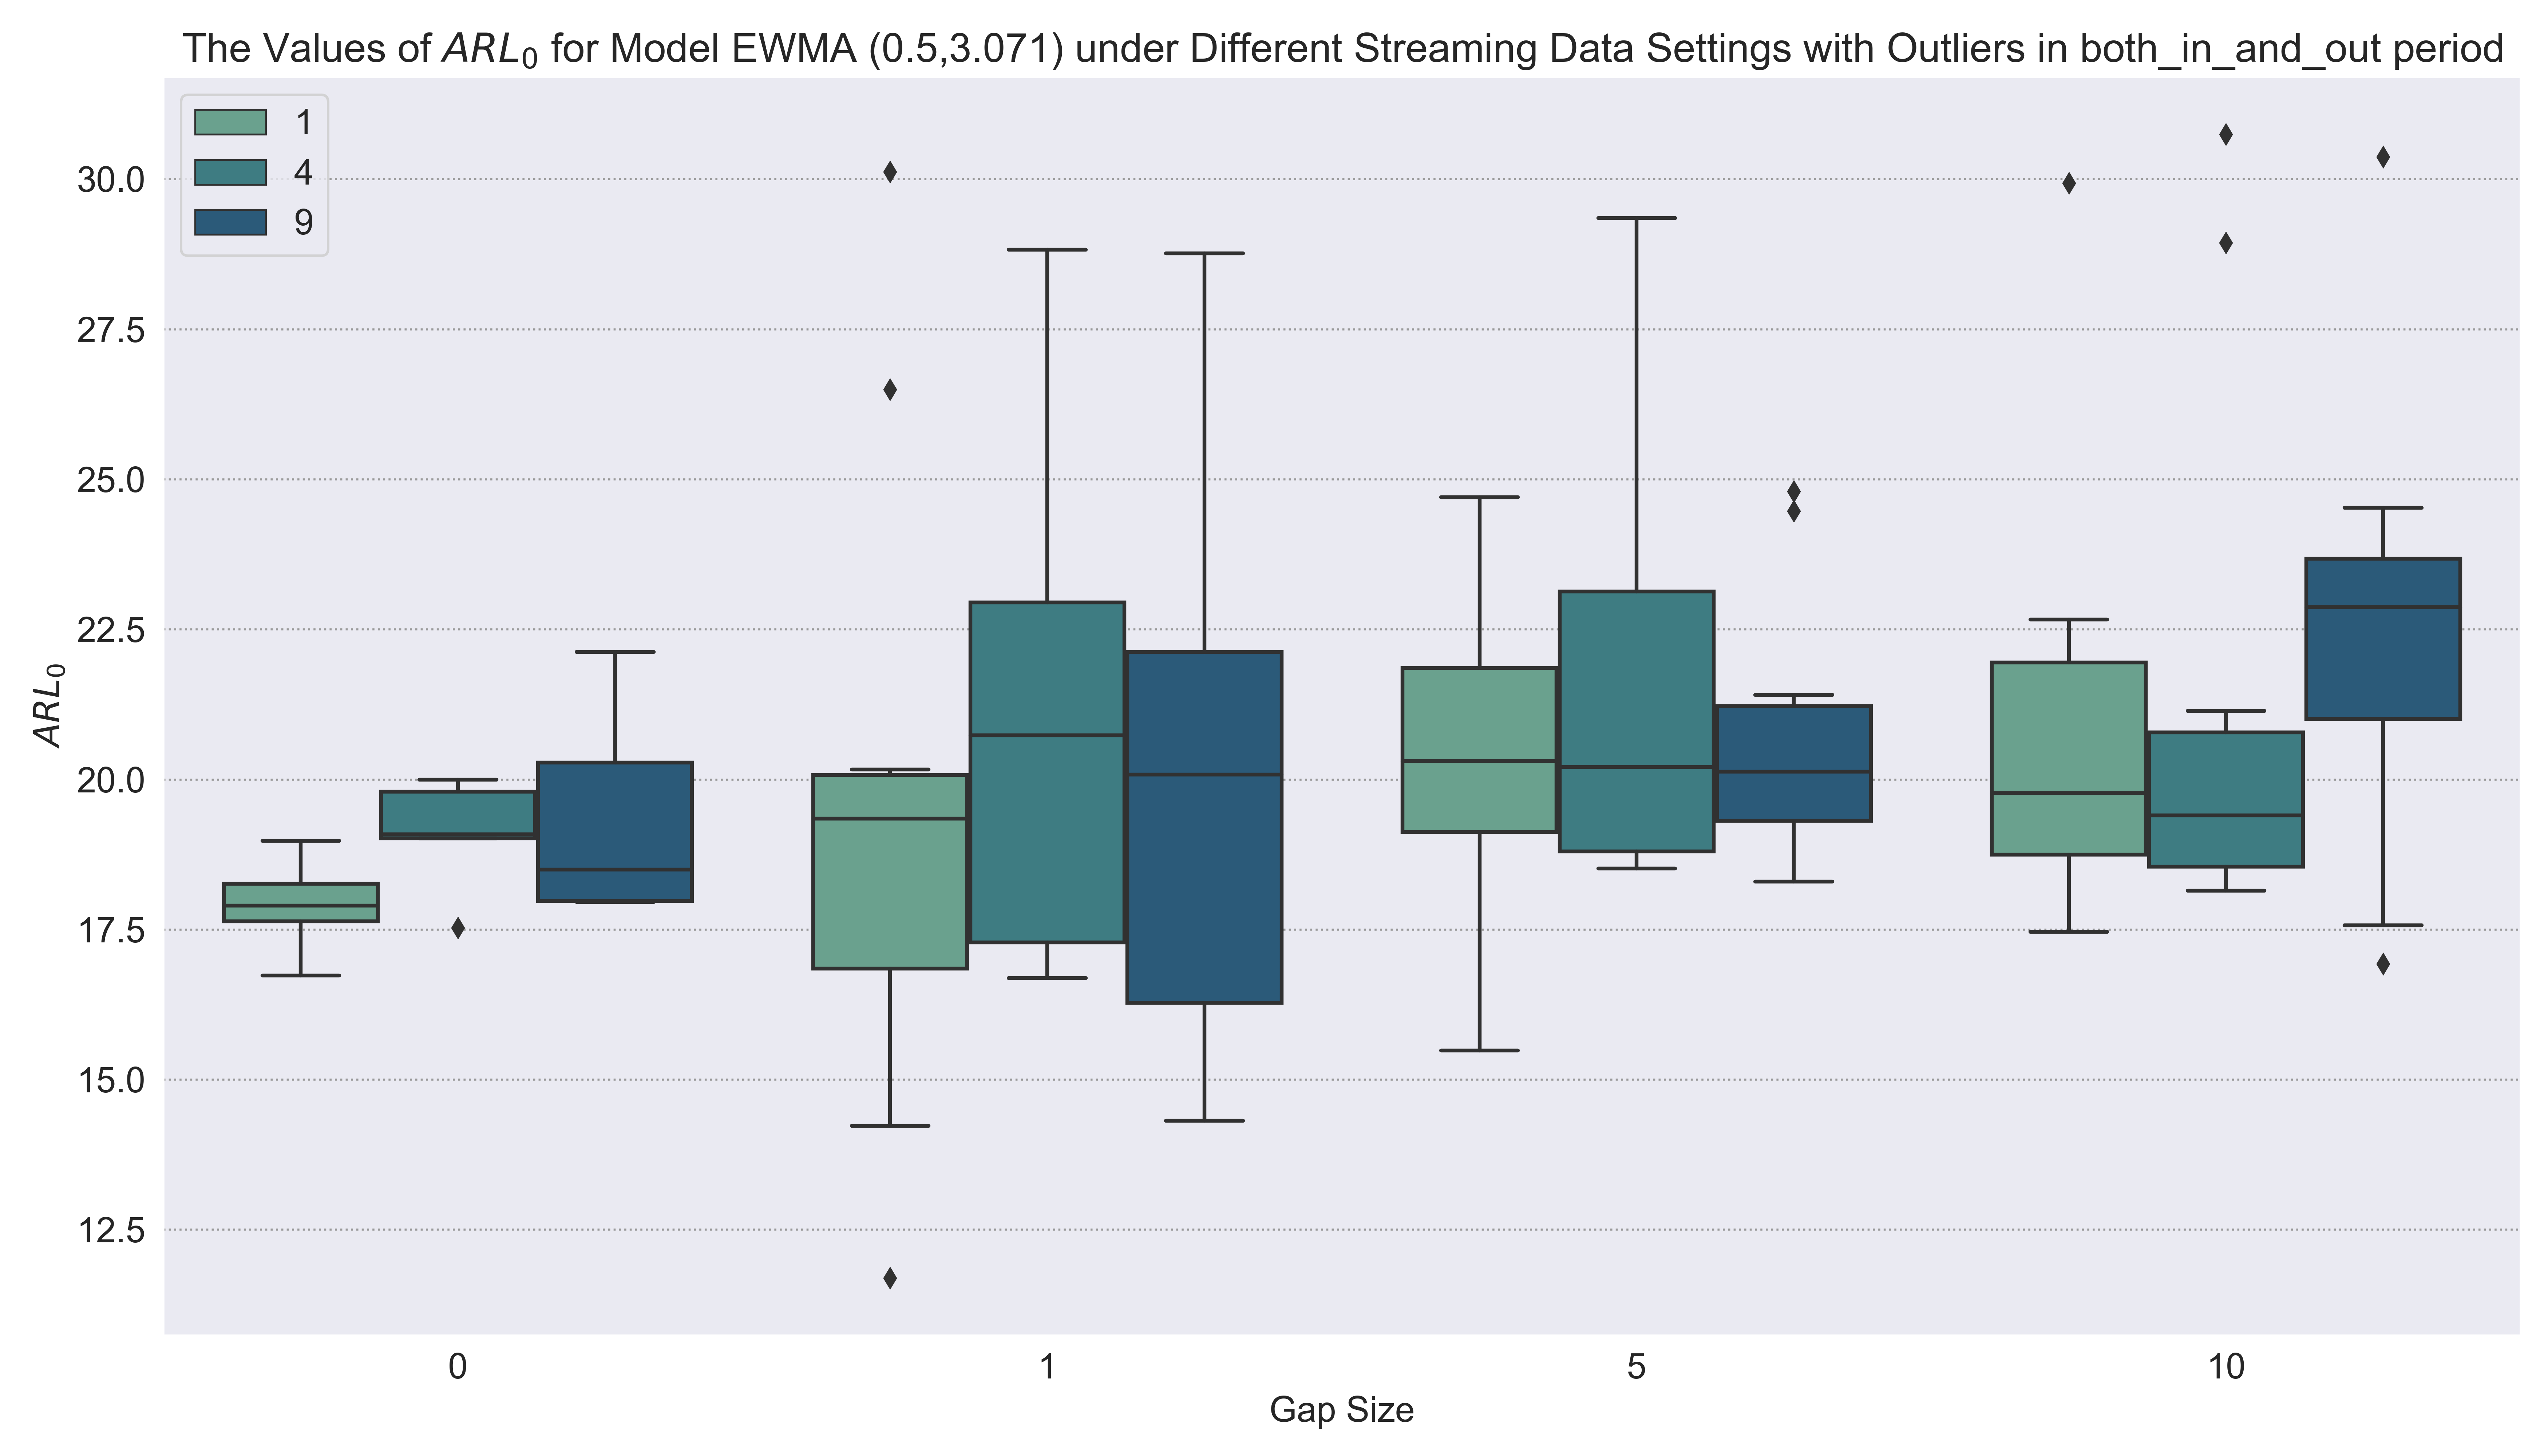 The Values of ARL₀ for Model EWMA (0.5,3.071) under Different Streaming Data Settings with Outliers in both_in_and_out period
1
4
9
30.0
27.5
25.0
22.5
20.0
17.5
15.0
12.5
ARL₀
0 1 5 10
Gap Size